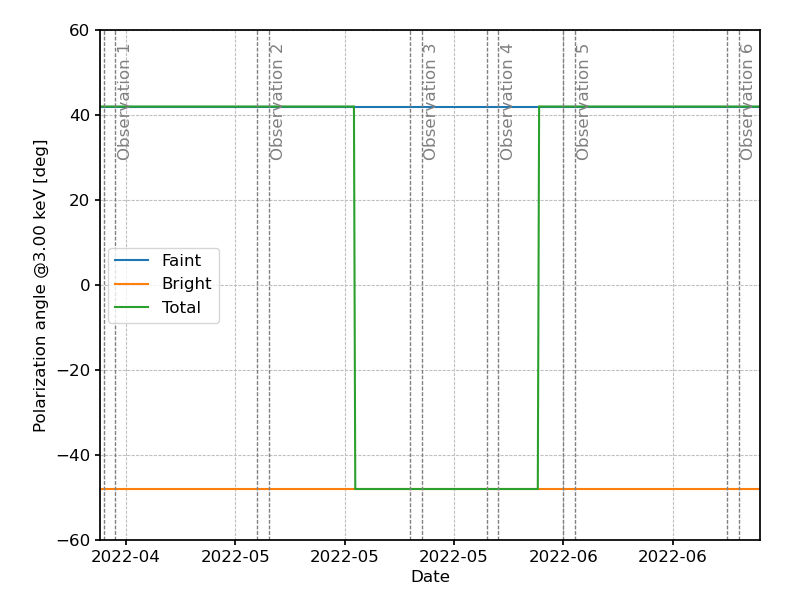 60
40
20
0
−20
−40
−60
Polarization angle @3.00 keV [deg]
Observation 1
Observation 2
Observation 3
Observation 4
Observation 5
Observation 6
Faint
Bright
Total
2022-04 2022-05 2022-05 2022-05 2022-06 2022-06
Date